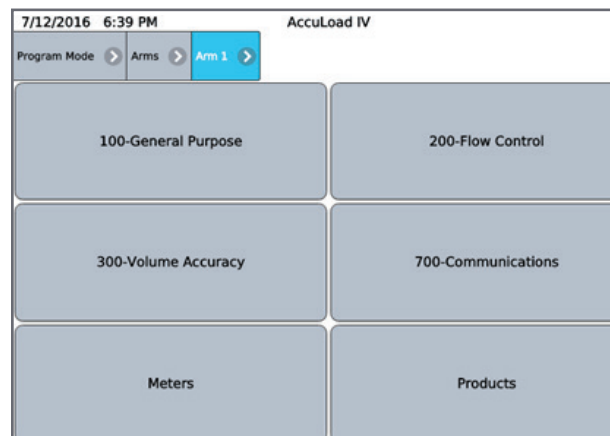 7/12/2016 6:39 PM AccuLoad IV
Program Mode Arms Arm 1
100-General Purpose 200-Flow Control
300-Volume Accuracy 700-Communications
Meters Products